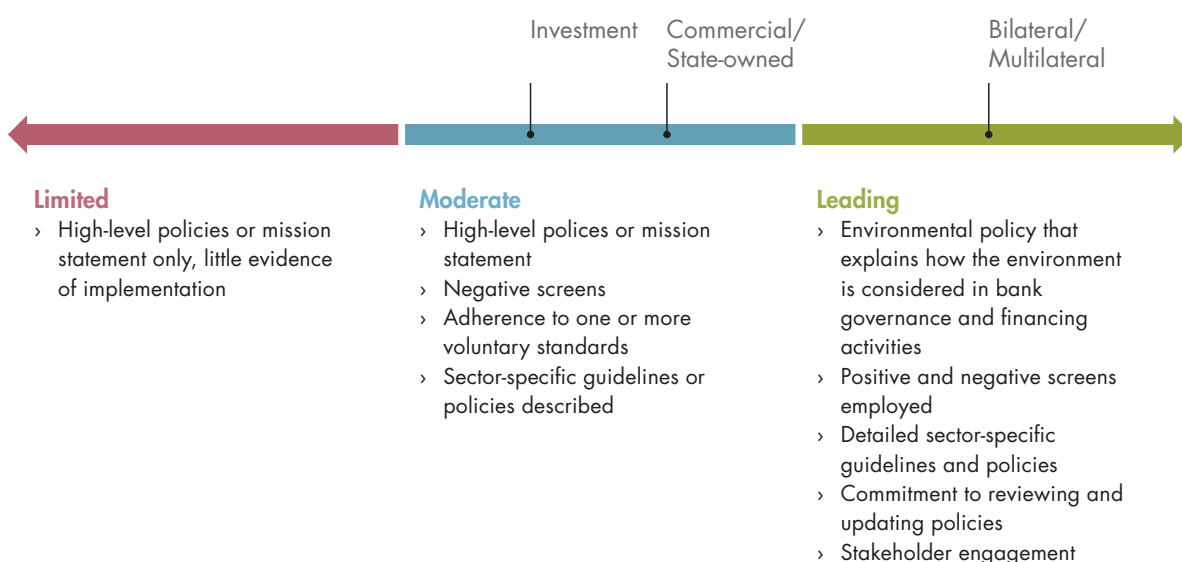 Investment
Commercial/
State-owned
Bilateral/
Multilateral
Limited
› High-level policies or mission
statement only, little evidence
of implementation
Moderate
› High-level polices or mission
statement
› Negative screens
› Adherence to one or more
voluntary standards
› Sector-specific guidelines or
policies described
Leading
› Environmental policy that
explains how the environment
is considered in bank
governance and financing
activities
› Positive and negative screens
employed
› Detailed sector-specific
guidelines and policies
› Commitment to reviewing and
updating policies
› Stakeholder engagement